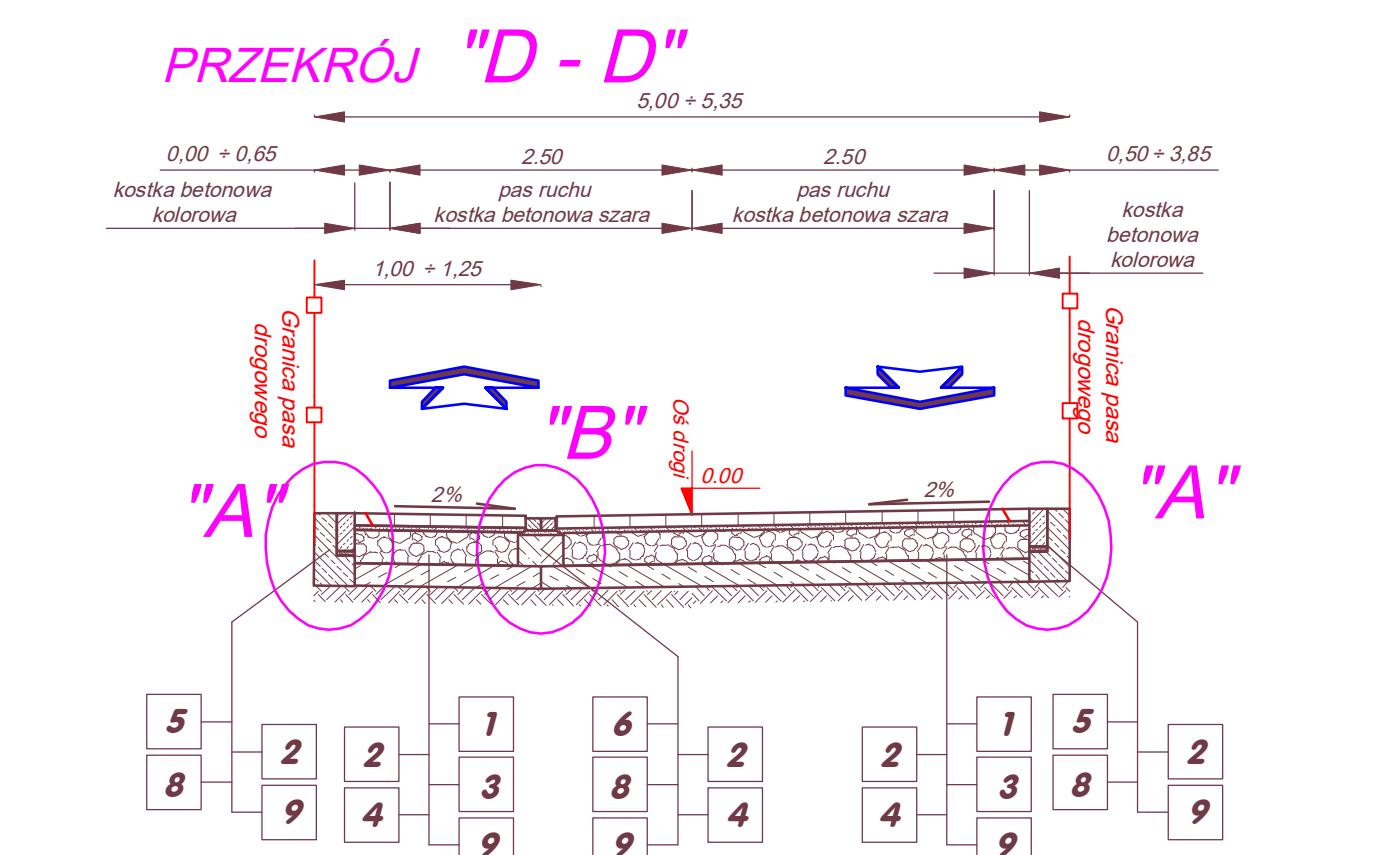 PRZEKRÓJ "D - D"
5,00 ÷ 5,35
0,00 ÷ 0,65
2.50
2.50
0,50 ÷ 3,85
kostka betonowa
kolorowa
pas ruchu
kostka betonowa szara
pas ruchu
kostka betonowa szara
kostka
betonowa
kolorowa
1,00 ÷ 1,25
Granica pasa
drogowego
Granica pasa
drogowego
"B"
Oś drogi
0.00
"A"
"A"
2%
2%
5
2
8
9
1
2
3
4
9
6
2
8
4
9
1
2
3
4
9
5
2
8
9